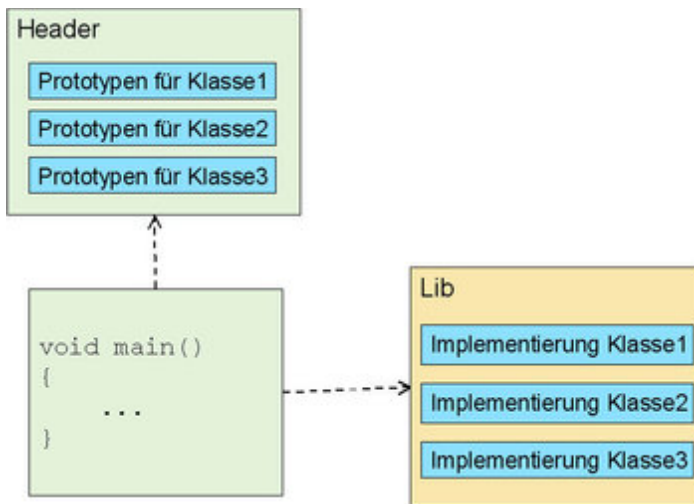 Header
Prototypen für Klasse1
Prototypen für Klasse2
Prototypen für Klasse3
void main()
{
...
}
Lib
Implementierung Klasse1
Implementierung Klasse2
Implementierung Klasse3